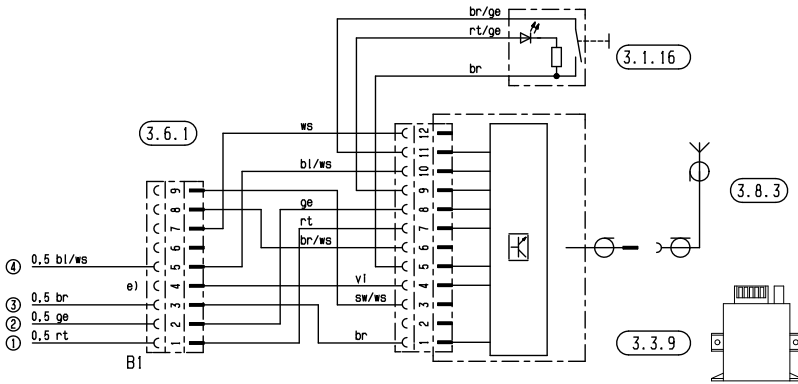 br/ge
rt/ge
3.1.16
br
3.6.1
ws
12
11
bl/ws
10
9
9
3.8.3
8
ge
8
7
rt
7
6
br/ws
6
④ 0,5 bl/ws
5
5
e)
4
vi
4
③ 0,5 br
3
sw/ws
3
② 0,5 ge
2
2
① 0,5 rt
1
br
1
3.3.9
B1